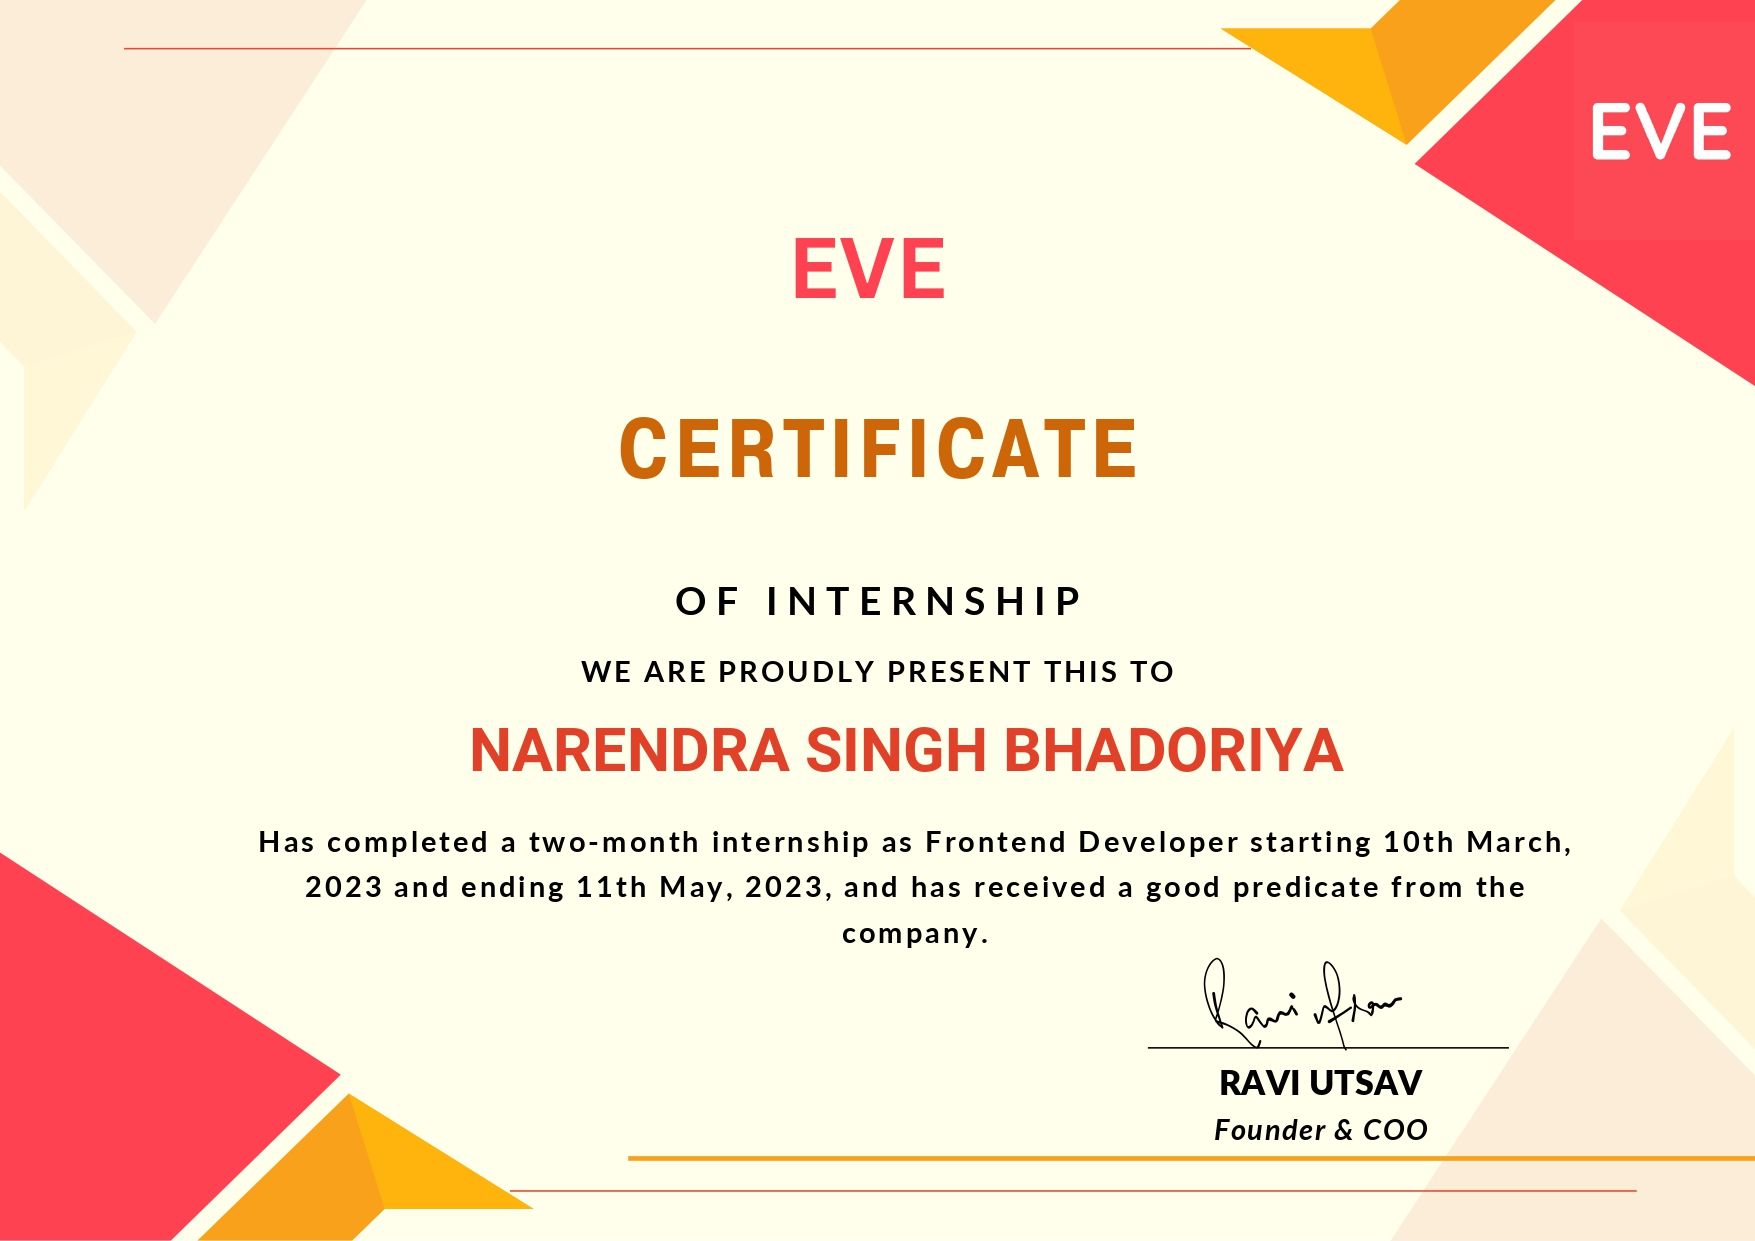 EVE
EVE
CERTIFICATE
OF INTERNSHIP
WE ARE PROUDLY PRESENT THIS TO
NARENDRA SINGH BHADORIYA
Has completed a two-month internship as Frontend Developer starting 10th March,
2023 and ending 11th May, 2023, and has received a good predicate from the
company.
RAVI UTSAV
Founder & COO